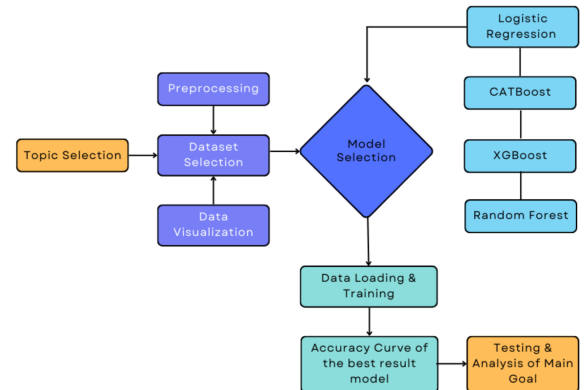 Logistic
Regression
Preprocessing
CATBoost
Topic Selection
Dataset
Selection
Model
Selection
XGBoost
Data
Visualization
Random Forest
Data Loading &
Training
Accuracy Curve of
the best result
model
Testing &
Analysis of Main
Goal